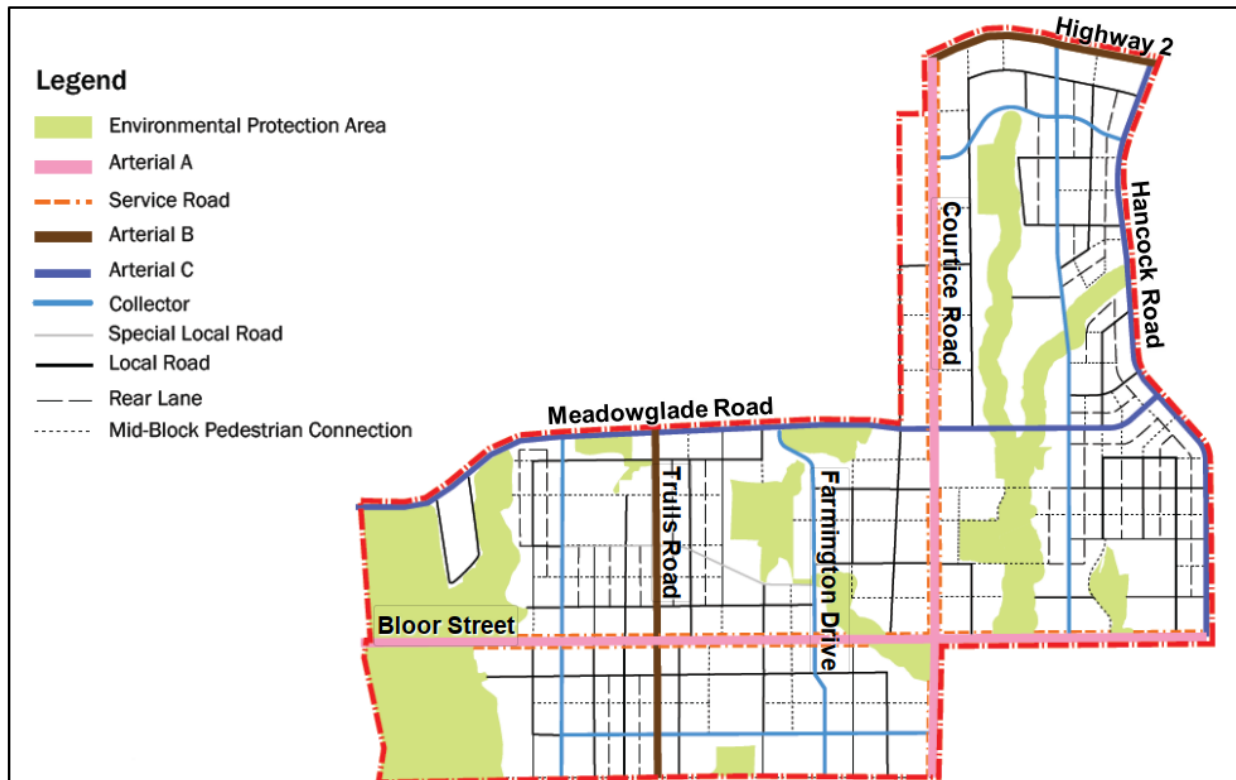 Highway 2
Legend
Environmental Protection Area
Arterial A
Service Road
Arterial B
Arterial C
Collector
Special Local Road
Local Road
Rear Lane
Mid-Block Pedestrian Connection
Courtice Road
Hancock Road
Meadowglade Road
Trulls Road
Farmington Drive
Bloor Street